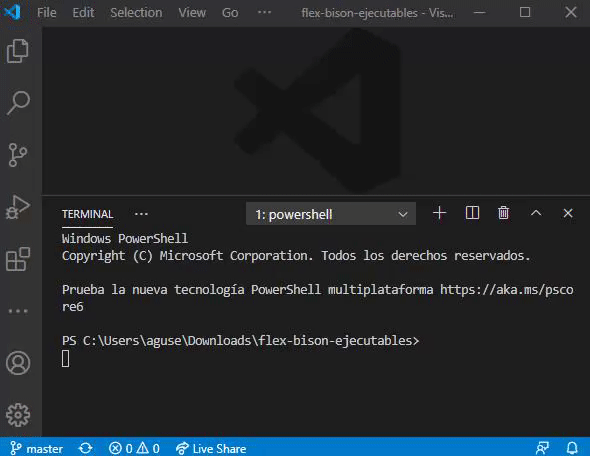 File Edit Selection View Go ··· flex-bison-ejecutables - Vis...
TERMINAL ··· 1: powershell
Windows PowerShell
Copyright (C) Microsoft Corporation. Todos los derechos reservados.
Prueba la nueva tecnología PowerShell multiplataforma https://aka.ms/psco
re6
PS C:\Users\aguse\Downloads\flex-bison-ejecutables>
master 0 0 Live Share